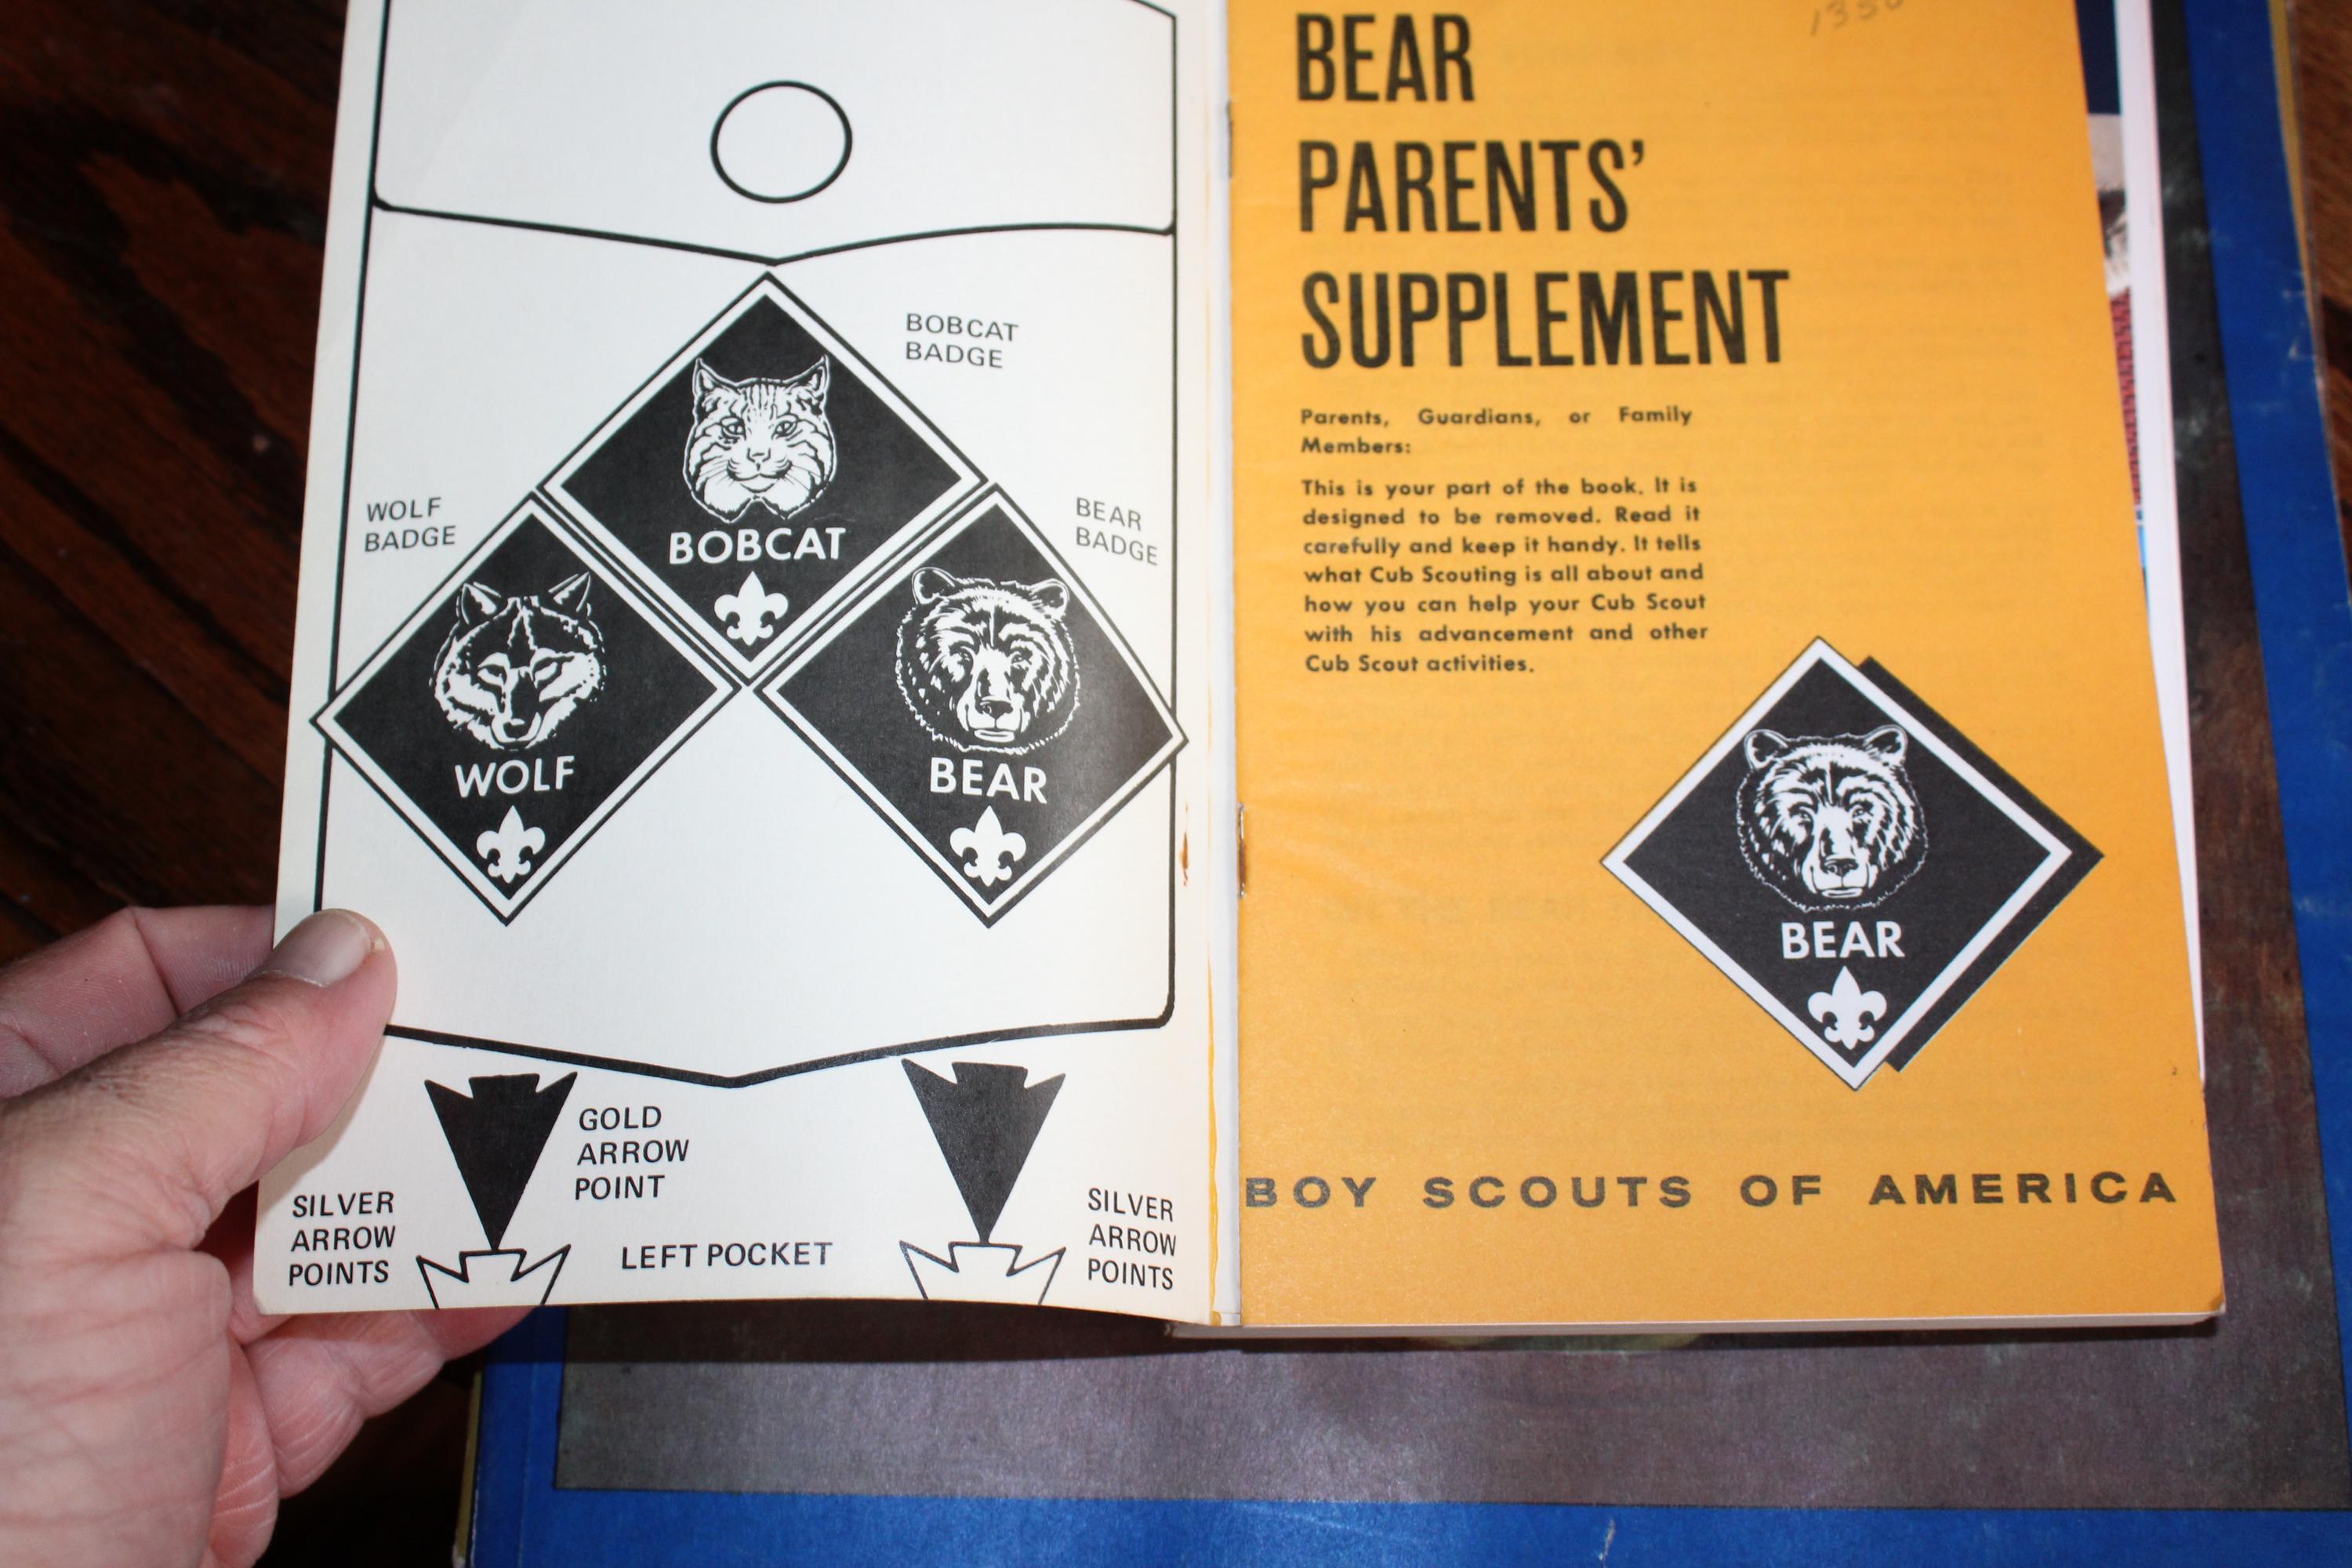 BOBCAT
BADGE
WOLF
BADGE
BEAR
BADGE
BOBCAT
WOLF
BEAR
GOLD
ARROW
POINT
SILVER
ARROW
POINTS
LEFT POCKET
SILVER
ARROW
POINTS
BEAR
PARENTS'
SUPPLEMENT
Parents, Guardians, or Family
Members:
This is your part of the book. It is
designed to be removed. Read it
carefully and keep it handy. It tells
what Cub Scouting is all about and
how you can help your Cub Scout
with his advancement and other
Cub Scout activities.
BEAR
BOY SCOUTS OF AMERICA